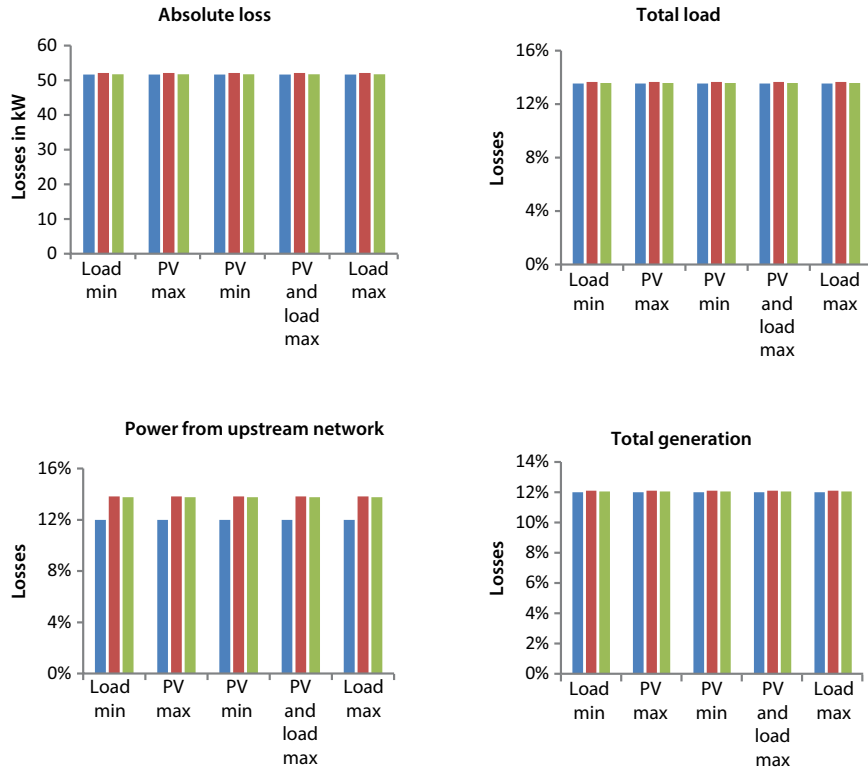 Absolute loss
60
50
40
30
20
10
0
Losses in kW
Load
min
PV
max
PV
min
PV
and
load
max
Load
max
Total load
16%
12%
8%
4%
0%
Losses
Load
min
PV
max
PV
min
PV
and
load
max
Load
max
Power from upstream network
16%
12%
8%
4%
0%
Losses
Load
min
PV
max
PV
min
PV
and
load
max
Load
max
Total generation
14%
12%
10%
8%
6%
4%
2%
0%
Losses
Load
min
PV
max
PV
min
PV
and
load
max
Load
max